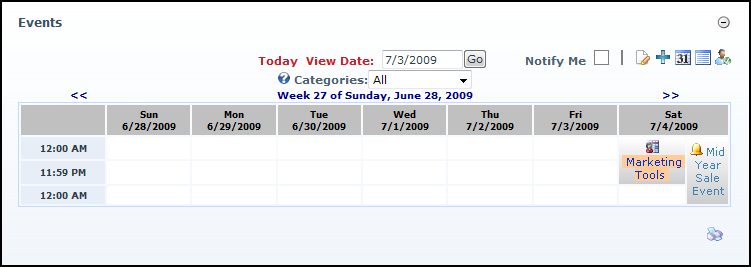 Events
Today View Date: 7/3/2009 Go Notify Me | 31
? Categories: All
<< Week 27 of Sunday, June 28, 2009 >>
Sun Mon Tue Wed Thu Fri Sat
6/28/2009 6/29/2009 6/30/2009 7/1/2009 7/2/2009 7/3/2009 7/4/2009
12:00 AM
11:59 PM
12:00 AM
Marketing
Tools
Mid
Year
Sale
Event